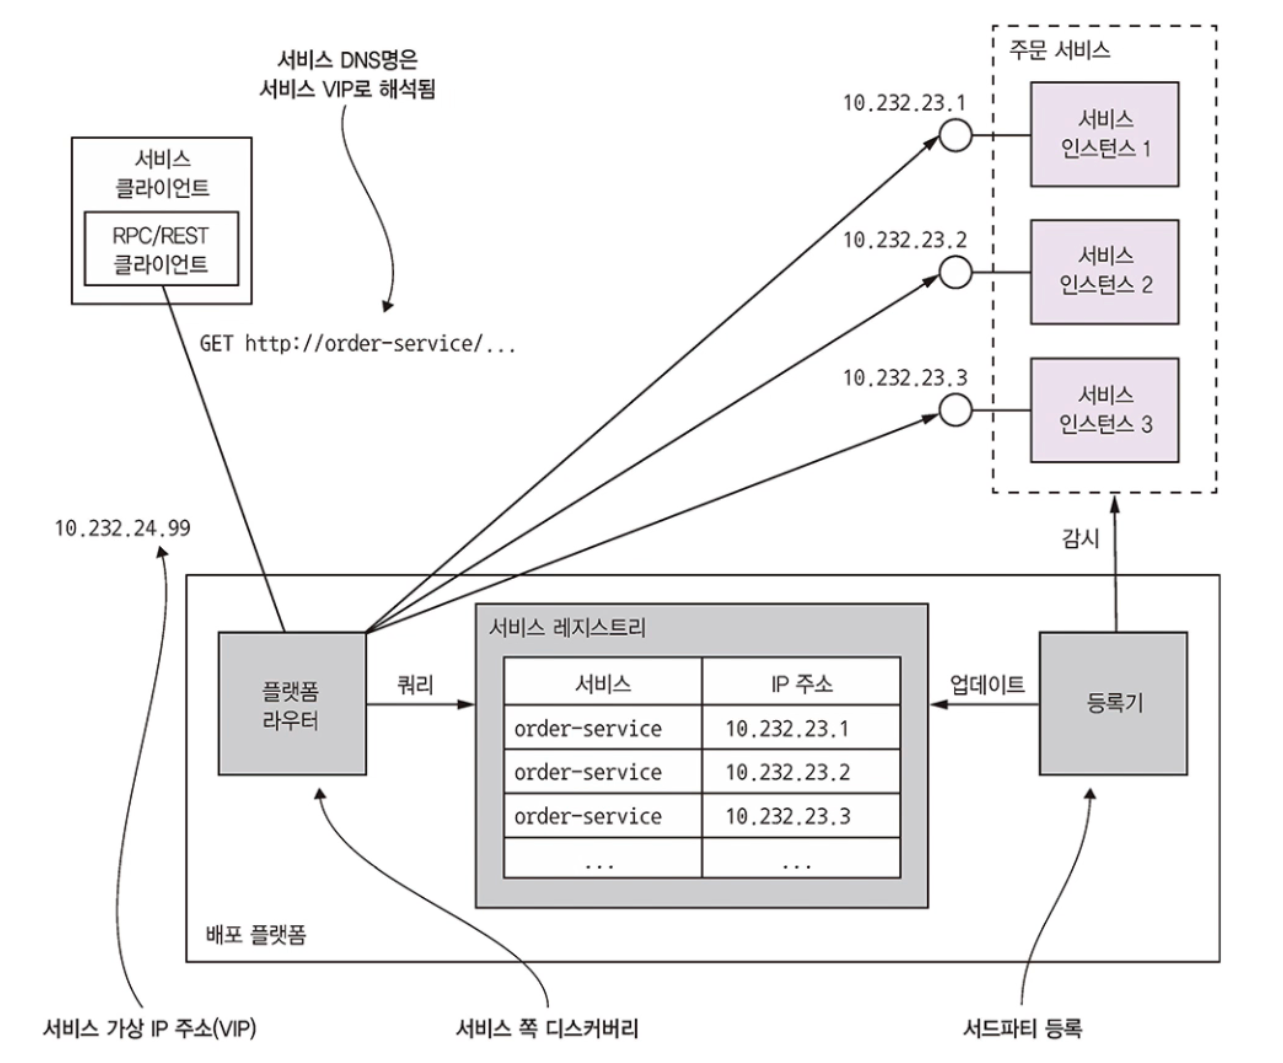 서비스 DNS명은
서비스 VIP로 해석됨
주문 서비스
10.232.23.1
서비스
인스턴스 1
서비스
클라이언트
RPC/REST
클라이언트
10.232.23.2
서비스
인스턴스 2
GET http://order-service/...
10.232.23.3
서비스
인스턴스 3
10.232.24.99
감시
서비스 레지스트리
플랫폼
라우터
쿼리
서비스 IP 주소
order-service 10.232.23.1
order-service 10.232.23.2
order-service 10.232.23.3
... ...
업데이트
등록기
배포 플랫폼
서비스 가상 IP 주소(VIP)
서비스 쪽 디스커버리
서드파티 등록